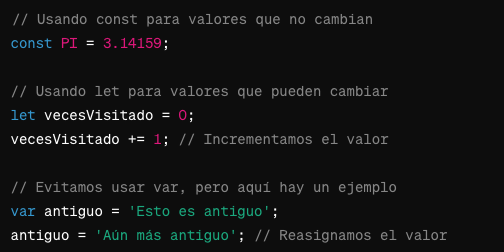 // Usando const para valores que no cambian
const PI = 3.14159;
// Usando let para valores que pueden cambiar
let vecesVisitado = 0;
vecesVisitado += 1; // Incrementamos el valor
// Evitamos usar var, pero aquí hay un ejemplo
var antiguo = 'Esto es antiguo';
antiguo = 'Aún más antiguo'; // Reasignamos el valor